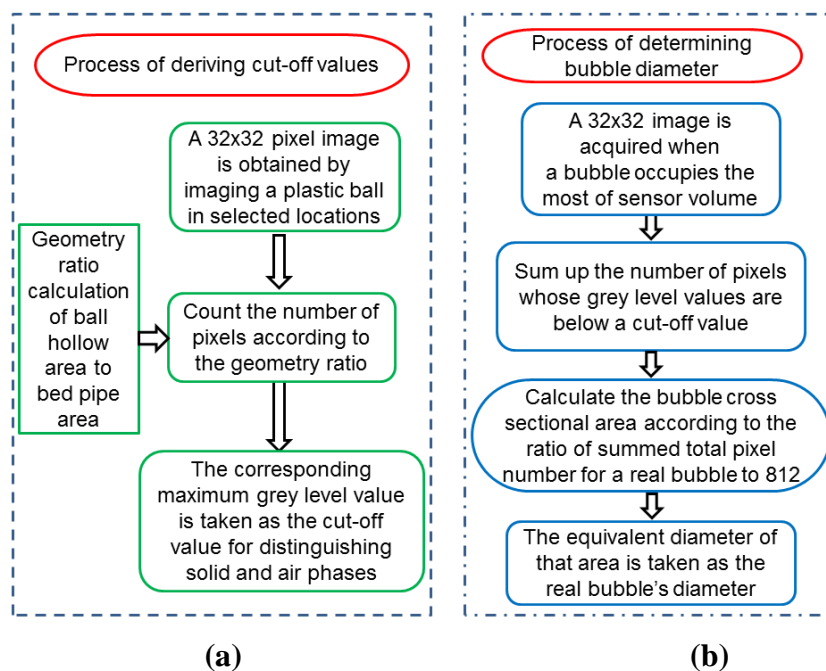 Process of deriving cut-off values
A 32x32 pixel image
is obtained by
imaging a plastic ball
in selected locations
Geometry
ratio
calculation
of ball
hollow
area to
bed pipe
area
Count the number of
pixels according to
the geometry ratio
The corresponding
maximum grey level value
is taken as the cut-off
value for distinguishing
solid and air phases
(a)
Process of determining
bubble diameter
A 32x32 image is
acquired when
a bubble occupies the
most of sensor volume
Sum up the number of pixels
whose grey level values are
below a cut-off value
Calculate the bubble cross
sectional area according to the
ratio of summed total pixel
number for a real bubble to 812
The equivalent diameter of
that area is taken as the
real bubble's diameter
(b)